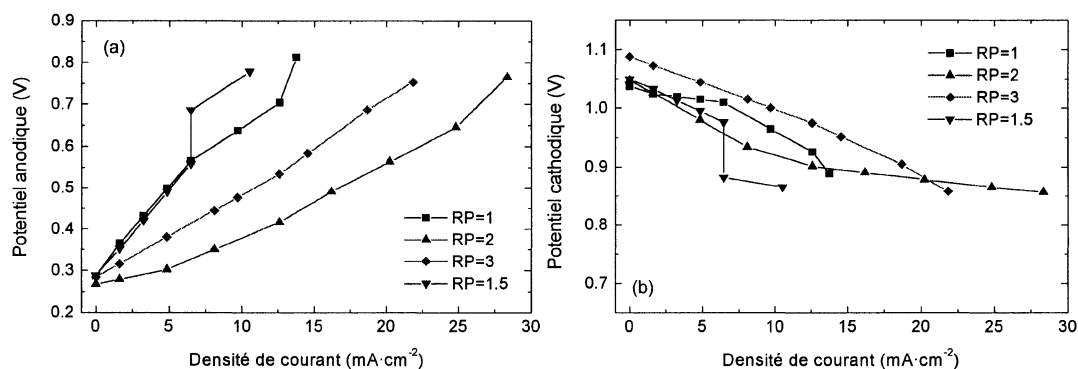 (a)
Potentiel anodique (V)
0.9
0.8
0.7
0.6
0.5
0.4
0.3
0.2
RP=1
RP=2
RP=3
RP=1.5
0 5 10 15 20 25 30
Densité de courant (mA·cm⁻²)
(b)
Potentiel cathodique (V)
1.1
1.0
0.9
0.8
0.7
RP=1
RP=2
RP=3
RP=1.5
0 5 10 15 20 25 30
Densité de courant (mA·cm⁻²)